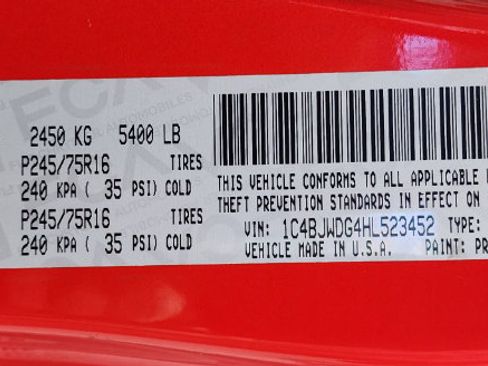 2450 KG 5400 LB
P245/75R16 TIRES
240 KPA ( 35 PSI) COLD
P245/75R16 TIRES
240 KPA ( 35 PSI) COLD
THIS VEHICLE CONFORMS TO ALL APPLICABLE
THEFT PREVENTION STANDARDS IN EFFECT ON
VIN: 1C4BJWDG4HL523452 TYPE:
VEHICLE MADE IN U.S.A. PAINT: PR